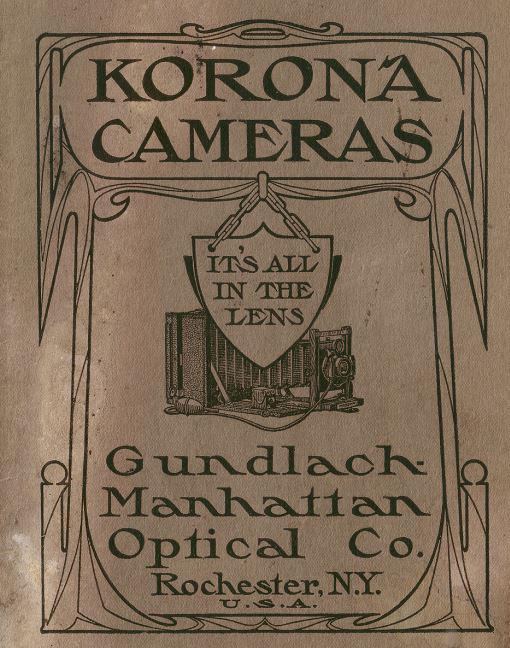 KORONA
CAMERAS
IT'S ALL
IN THE
LENS
Gundlach-
Manhattan
Optical Co.
Rochester, N.Y.
U.S.A.